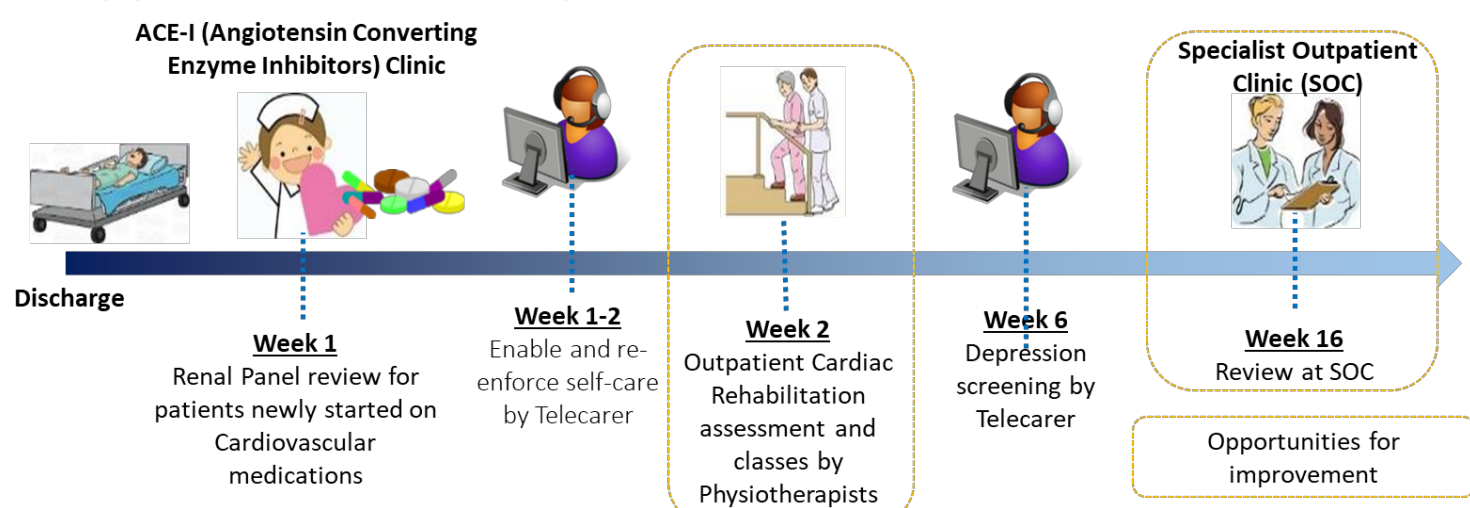 ACE-I (Angiotensin Converting
Enzyme Inhibitors) Clinic
Specialist Outpatient
Clinic (SOC)
Discharge
Week 1
Renal Panel review for
patients newly started on
Cardiovascular
medications
Week 1-2
Enable and re-
enforce self-care
by Telecarer
Week 2
Outpatient Cardiac
Rehabilitation
assessment and
classes by
Physiotherapists
Week 6
Depression
screening by
Telecarer
Week 16
Review at SOC
Opportunities for
improvement